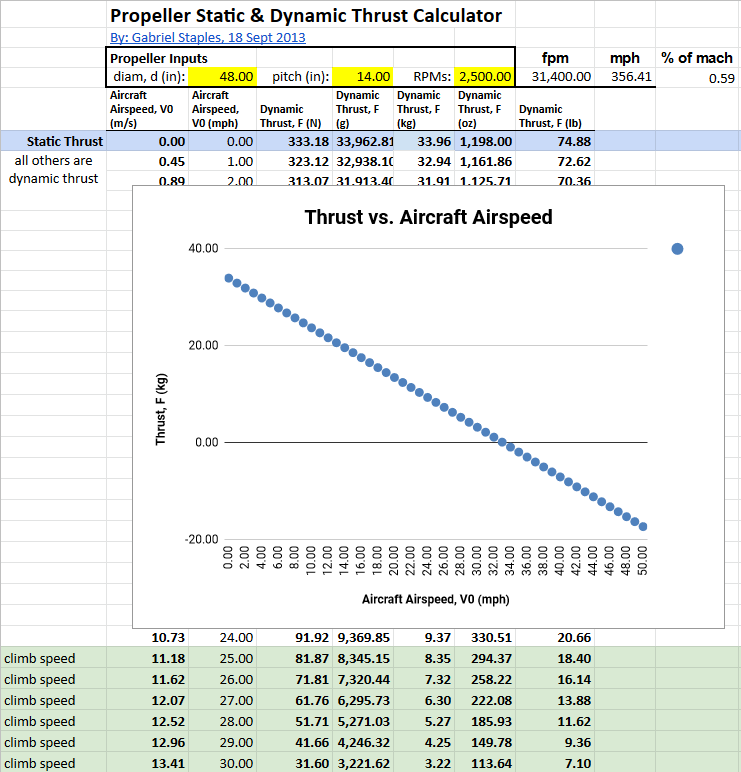 Propeller Static & Dynamic Thrust Calculator
By: Gabriel Staples, 18 Sept 2013
Propeller Inputs fpm mph % of mach
diam, d (in): 48.00 pitch (in): 14.00 RPMs: 2,500.00 31,400.00 356.41 0.59
Aircraft Aircraft Dynamic Dynamic Dynamic
Airspeed, V0 Airspeed, Dynamic Thrust, F Thrust, F Thrust, F Dynamic
(m/s) V0 (mph) Thrust, F (N) (g) (kg) (oz) Thrust, F (lb)
Static Thrust 0.00 0.00 333.18 33,962.81 33.96 1,198.00 74.88
all others are 0.45 1.00 323.12 32,938.10 32.94 1,161.86 72.62
dynamic thrust 0.89 2.00 313.07 31,913.40 31.91 1,125.71 70.36
Thrust vs. Aircraft Airspeed
40.00
20.00
0.00
-20.00
Thrust, F (kg)
0.00 2.00 4.00 6.00 8.00 10.00 12.00 14.00 16.00 18.00 20.00 22.00 24.00 26.00 28.00 30.00 32.00 34.00 36.00 38.00 40.00 42.00 44.00 46.00 48.00 50.00
Aircraft Airspeed, V0 (mph)
10.73 24.00 91.92 9,369.85 9.37 330.51 20.66
climb speed 11.18 25.00 81.87 8,345.15 8.35 294.37 18.40
climb speed 11.62 26.00 71.81 7,320.44 7.32 258.22 16.14
climb speed 12.07 27.00 61.76 6,295.73 6.30 222.08 13.88
climb speed 12.52 28.00 51.71 5,271.03 5.27 185.93 11.62
climb speed 12.96 29.00 41.66 4,246.32 4.25 149.78 9.36
climb speed 13.41 30.00 31.60 3,221.62 3.22 113.64 7.10